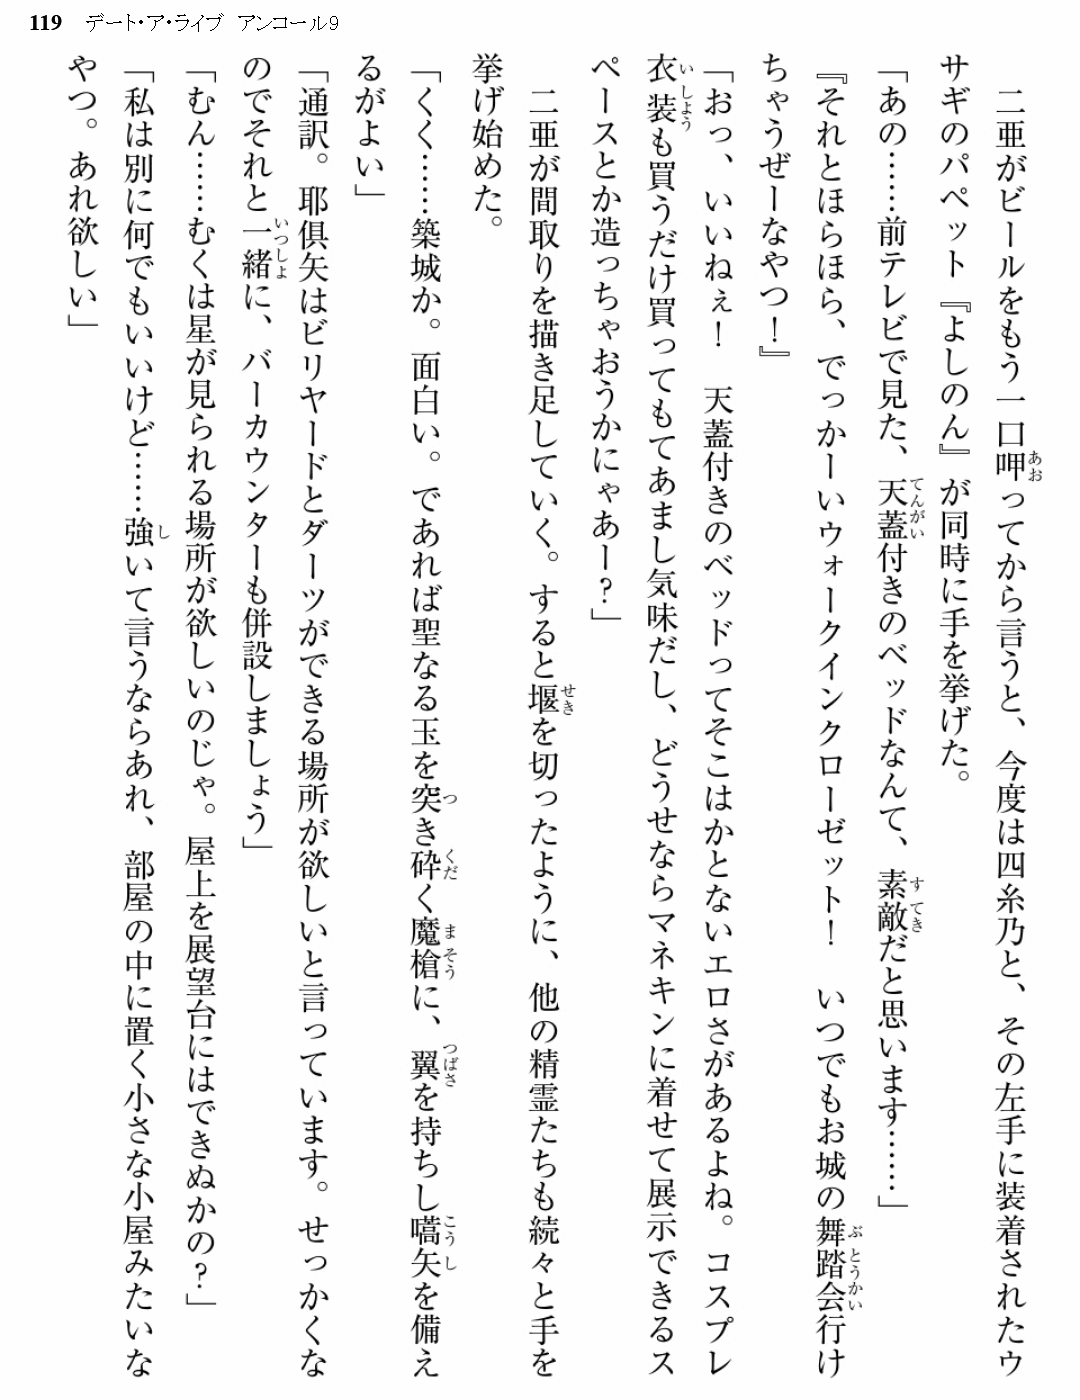 119 デート・ア・ライブ アンコール9
　二亜がビールをもう一口呷ってから言うと、今度は四糸乃と、その左手に装着されたウ
サギのパペット『よしのん』が同時に手を挙げた。
「あの……前テレビで見た、天蓋付きのベッドなんて、素敵だと思います……」
『それとほらほら、でっかーいウォークインクローゼット！　いつでもお城の舞踏会行け
ちゃうぜーなやつ！』
「おっ、いいねぇ！　天蓋付きのベッドってそこはかとないエロさがあるよね。コスプレ
衣装も買うだけ買ってもてあまし気味だし、どうせならマネキンに着せて展示できるス
ペースとか造っちゃおうかにゃあー？」
　二亜が間取りを描き足していく。すると堰を切ったように、他の精霊たちも続々と手を
挙げ始めた。
「くく……築城か。面白い。であれば聖なる玉を突き砕く魔槍に、翼を持ちし嚆矢を備え
るがよい」
「通訳。耶倶矢はビリヤードとダーツができる場所が欲しいと言っています。せっかくな
のでそれと一緒に、バーカウンターも併設しましょう」
「むん……むくは星が見られる場所が欲しいのじゃ。屋上を展望台にはできぬかの？」
「私は別に何でもいいけど……強いて言うならあれ、部屋の中に置く小さな小屋みたいな
やつ。あれ欲しい」